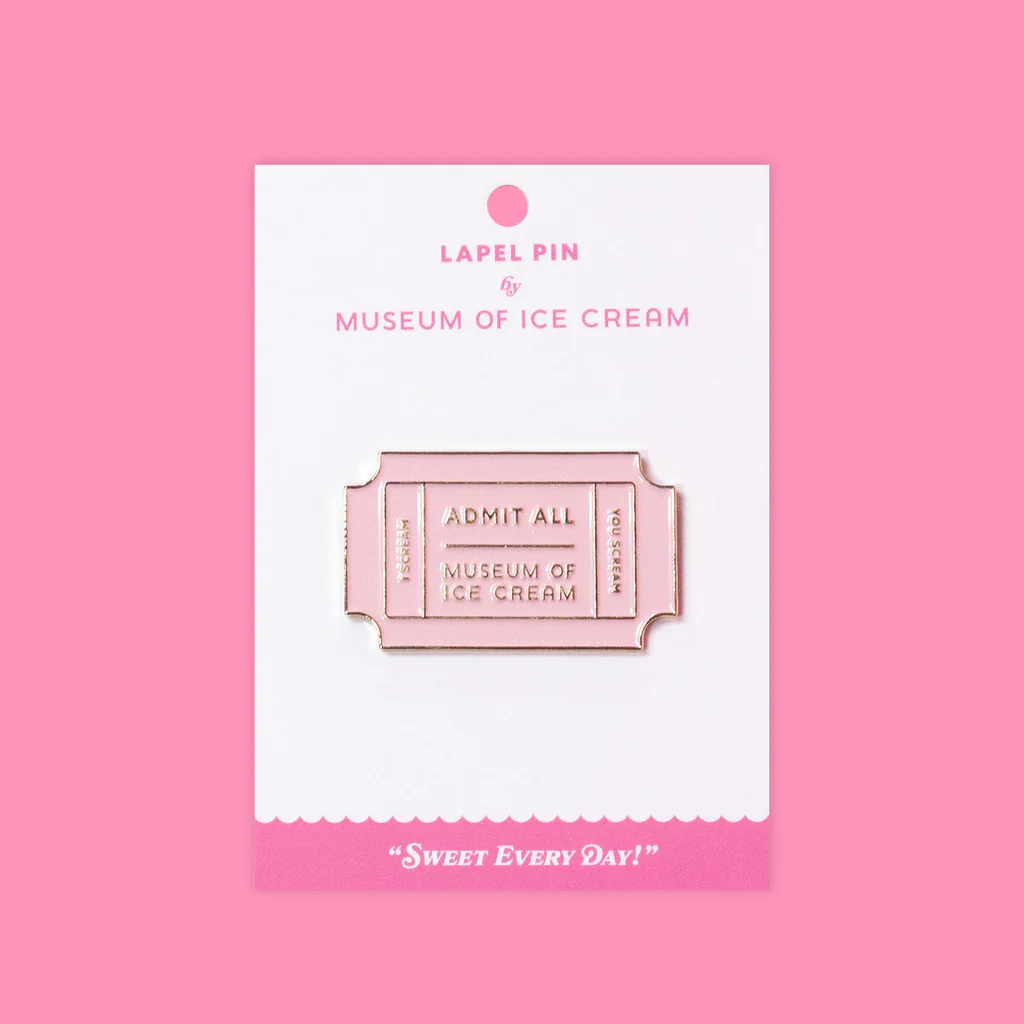 LAPEL PIN
by
MUSEUM OF ICE CREAM
I SCREAM
ADMIT ALL
MUSEUM OF
ICE CREAM
YOU SCREAM
“SWEET EVERY DAY!”